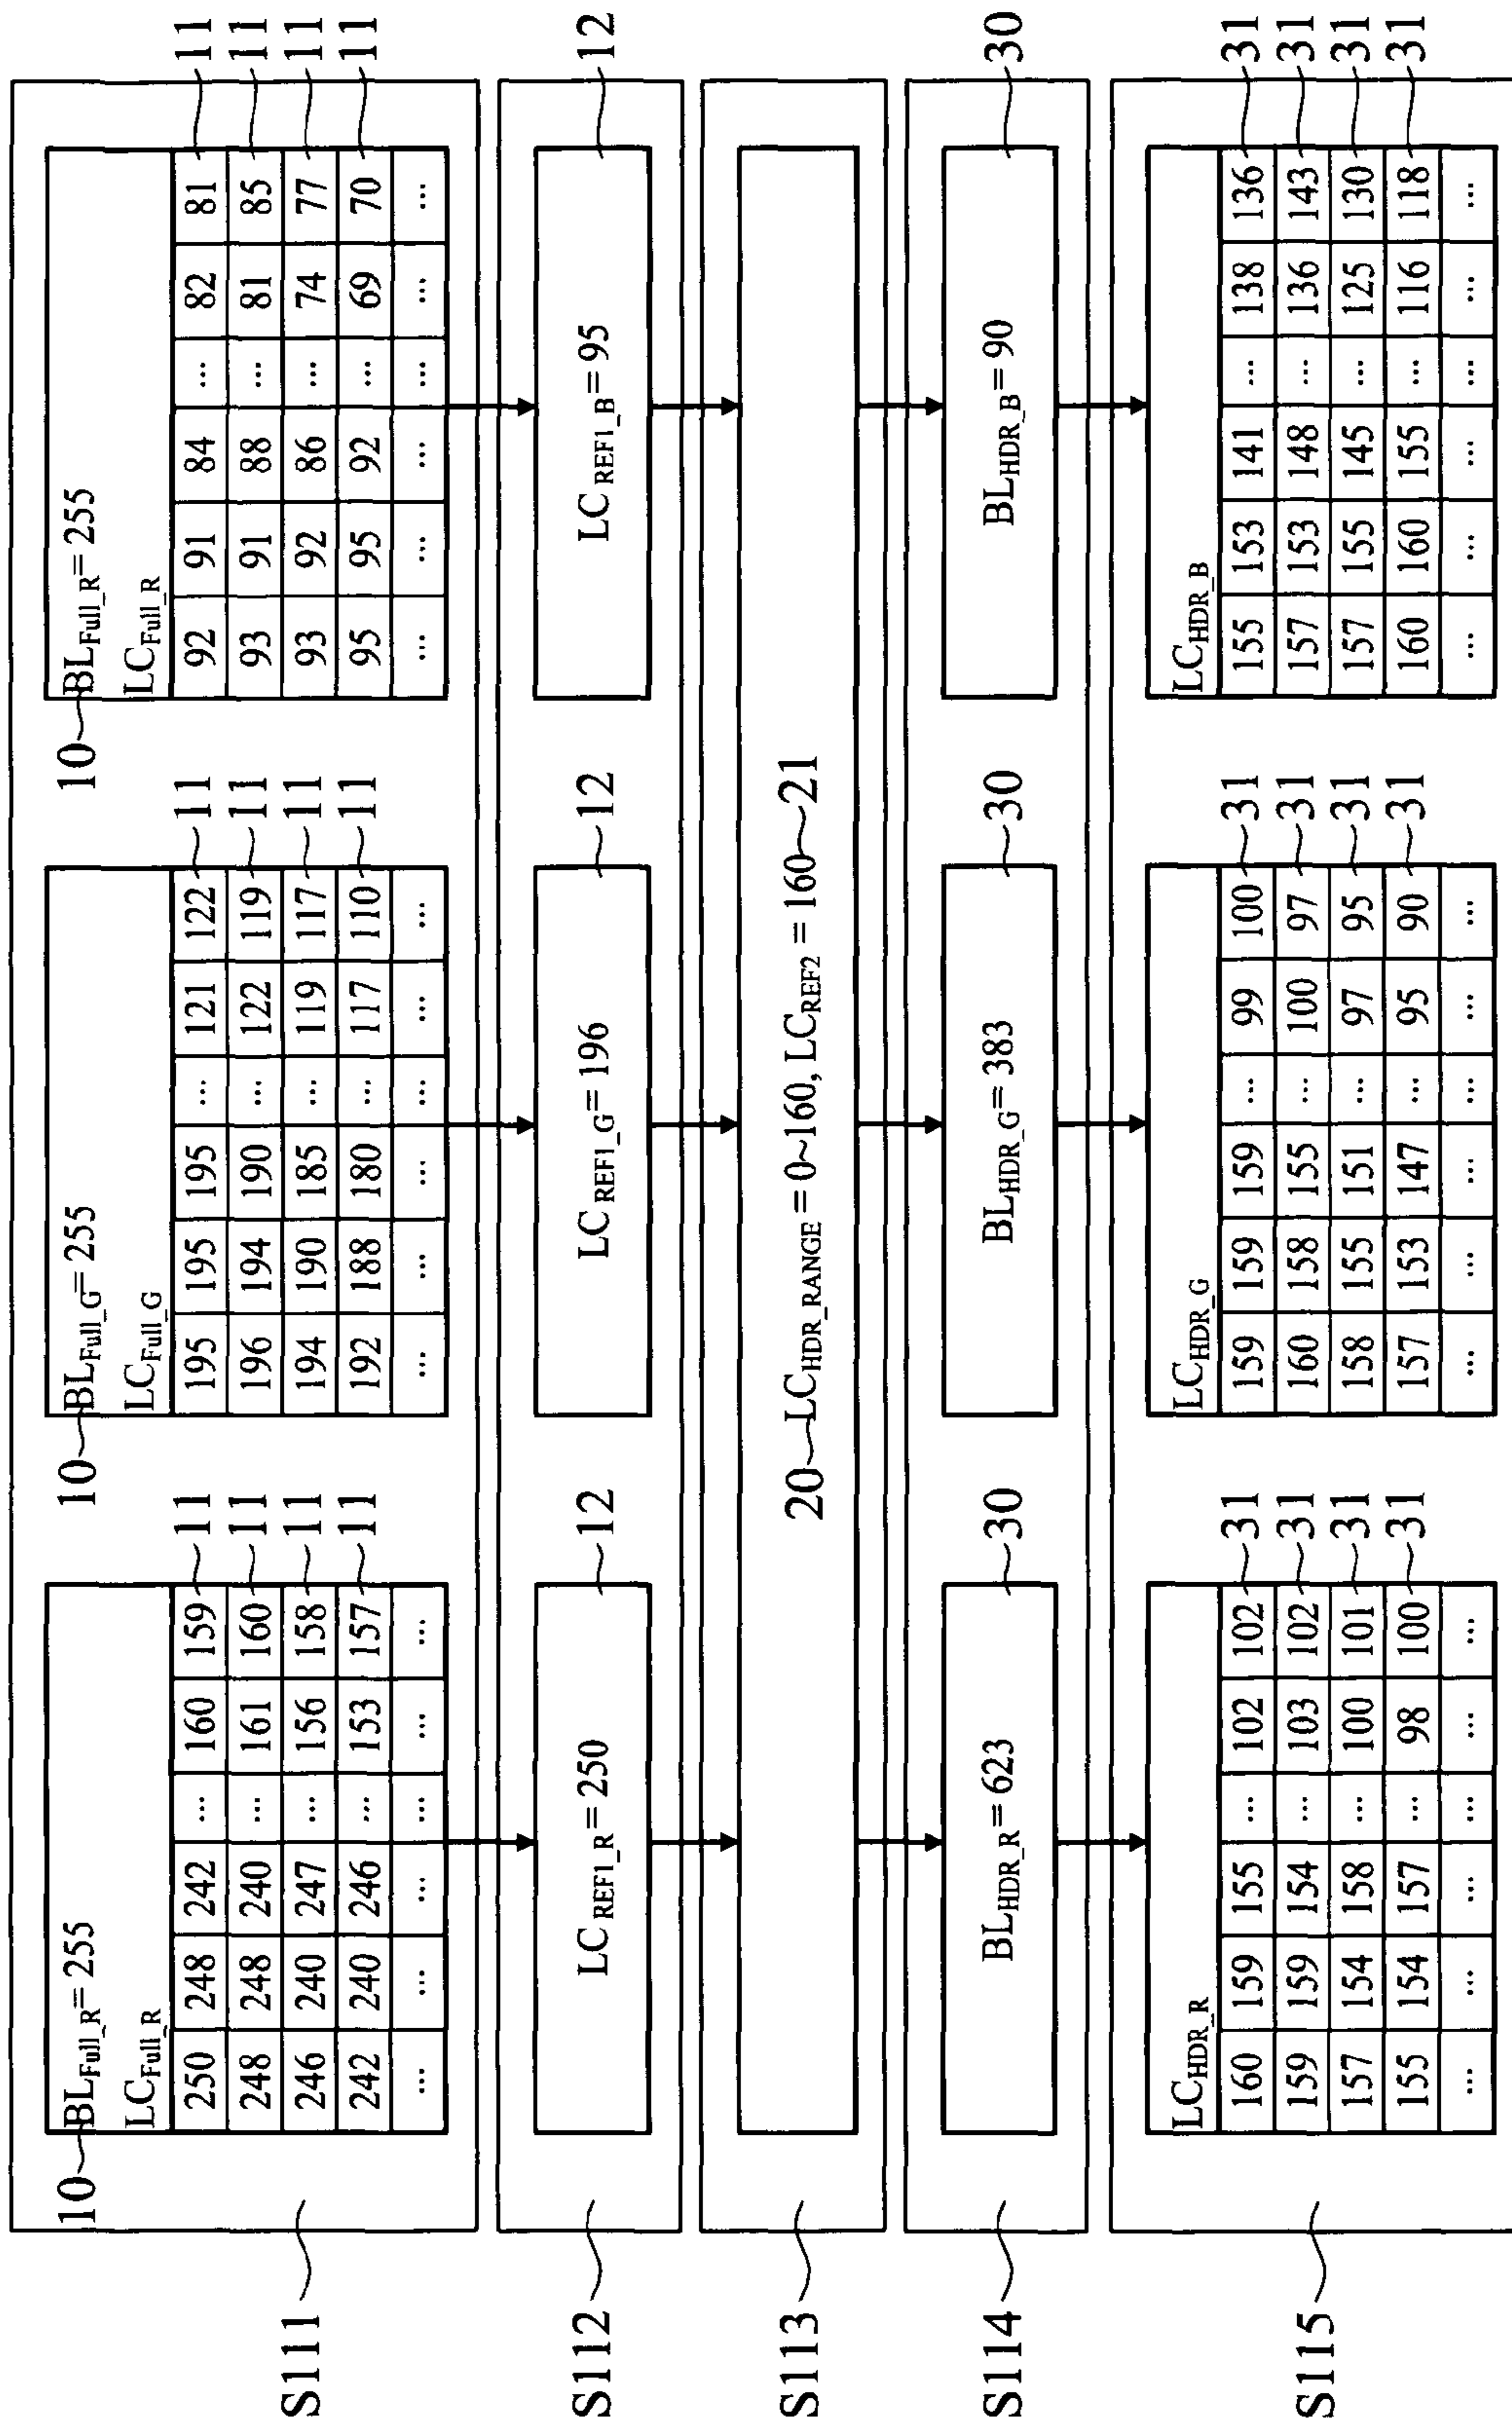 10 BL_Full_R = 255 10 BL_Full_G = 255 10 BL_Full_R = 255
LC_Full_R LC_Full_G LC_Full_R
250 248 242 ... 160 159 11 195 195 195 ... 121 122 11 92 91 84 ... 82 81 11
248 248 240 ... 161 160 11 196 194 190 ... 122 119 11 93 91 88 ... 81 85 11
246 240 247 ... 156 158 11 194 190 185 ... 119 117 11 93 92 86 ... 74 77 11
242 240 246 ... 153 157 11 192 188 180 ... 117 110 11 95 95 92 ... 69 70 11
... ... ... ... ... ... ... ... ... ... ... ... ... ... ... ... ... ...
S111
LC_REF1_R = 250 12 LC_REF1_G = 196 12 LC_REF1_B = 95 12
S112
20 LC_HDR_RANGE = 0~160, LC_REF2 = 160 21
S113
BL_HDR_R = 623 30 BL_HDR_G = 383 30 BL_HDR_B = 90 30
S114
LC_HDR_R LC_HDR_G LC_HDR_B
160 159 155 ... 102 102 31 159 159 159 ... 99 100 31 155 153 141 ... 138 136 31
159 159 154 ... 103 102 31 160 158 155 ... 100 97 31 157 153 148 ... 136 143 31
157 154 158 ... 100 101 31 158 155 151 ... 97 95 31 157 155 145 ... 125 130 31
155 154 157 ... 98 100 31 157 153 147 ... 95 90 31 160 160 155 ... 116 118 31
... ... ... ... ... ... ... ... ... ... ... ... ... ... ... ... ... ...
S115